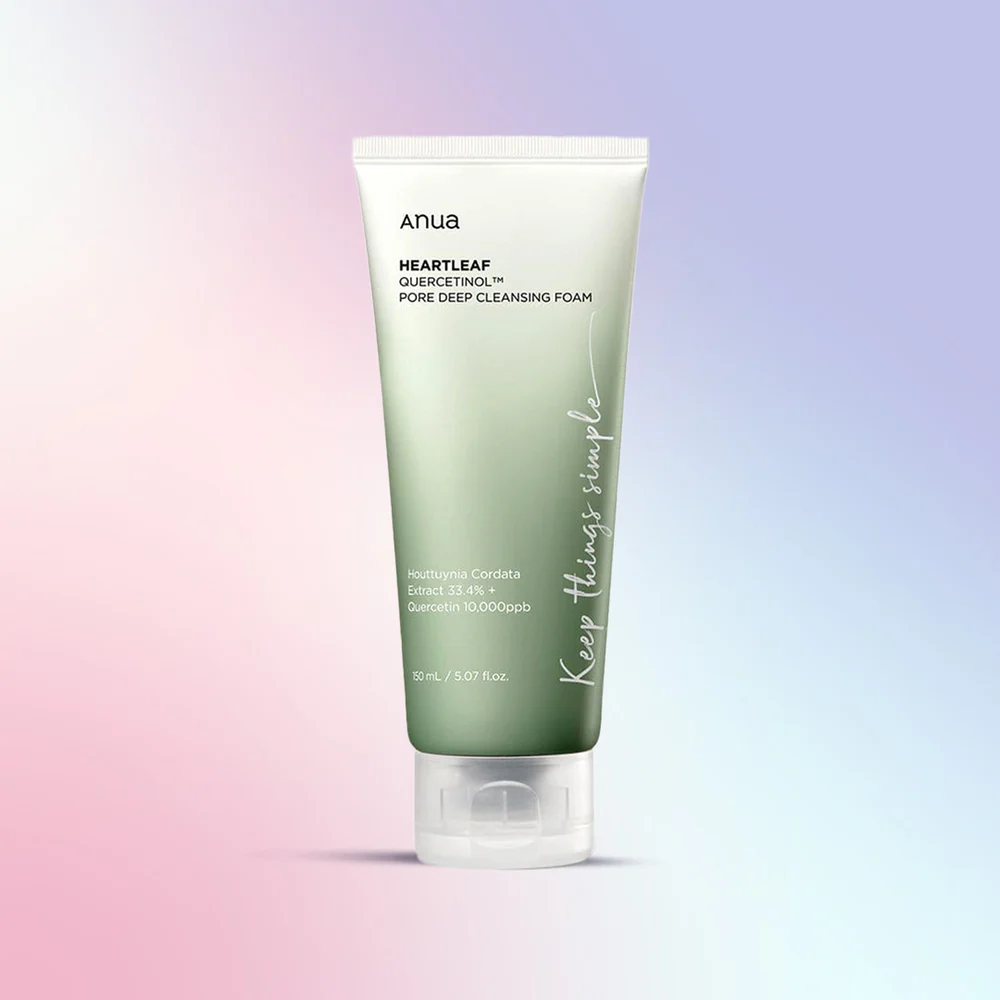 Anua
HEARTLEAF
QUERCETINOL™
PORE DEEP CLEANSING FOAM
Keep things simple
Houttuynia Cordata
Extract 33.4% +
Quercetin 10,000ppb
150 mL / 5.07 fl.oz.